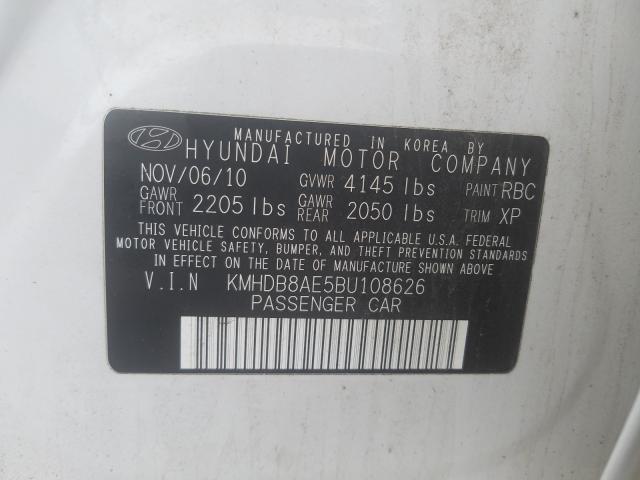 MANUFACTURED IN KOREA BY
HYUNDAI MOTOR COMPANY
NOV/06/10 GVWR 4145 lbs PAINT RBC
GAWR FRONT 2205 lbs GAWR REAR 2050 lbs TRIM XP
THIS VEHICLE CONFORMS TO ALL APPLICABLE U.S.A. FEDERAL
MOTOR VEHICLE SAFETY, BUMPER, AND THEFT PREVENTION STANDARDS
IN EFFECT ON THE DATE OF MANUFACTURE SHOWN ABOVE
V.I.N KMHDB8AE5BU108626
PASSENGER CAR